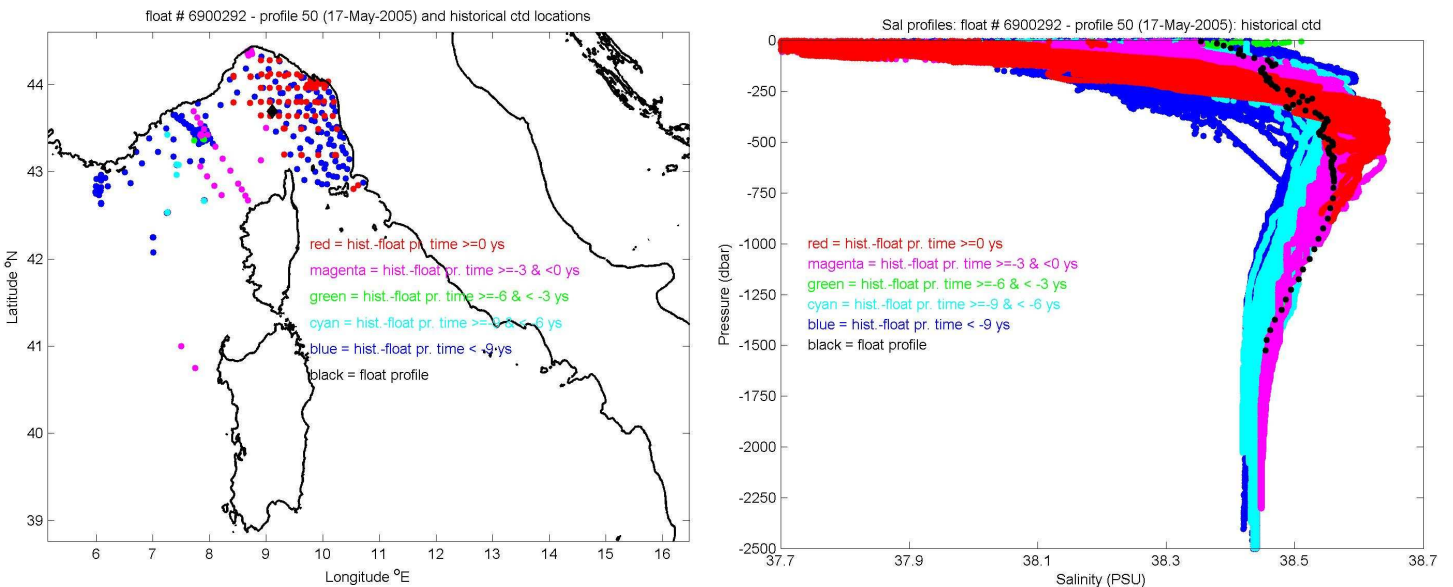 float # 6900292 - profile 50 (17-May-2005) and historical ctd locations
44
43
42
41
40
39
Latitude °N
red = hist.-float pr. time >=0 ys
magenta = hist.-float pr. time >=-3 & <0 ys
green = hist.-float pr. time >=-6 & < -3 ys
cyan = hist.-float pr. time >=-9 & < -6 ys
blue = hist.-float pr. time < -9 ys
black = float profile
6 7 8 9 10 11 12 13 14 15 16
Longitude °E
Sal profiles: float # 6900292 - profile 50 (17-May-2005): historical ctd
0
-250
-500
-750
-1000
-1250
-1500
-1750
-2000
-2250
-2500
Pressure (dbar)
red = hist.-float pr. time >=0 ys
magenta = hist.-float pr. time >=-3 & <0 ys
green = hist.-float pr. time >=-6 & < -3 ys
cyan = hist.-float pr. time >=-9 & < -6 ys
blue = hist.-float pr. time < -9 ys
black = float profile
37.7 37.9 38.1 38.3 38.5 38.7
Salinity (PSU)